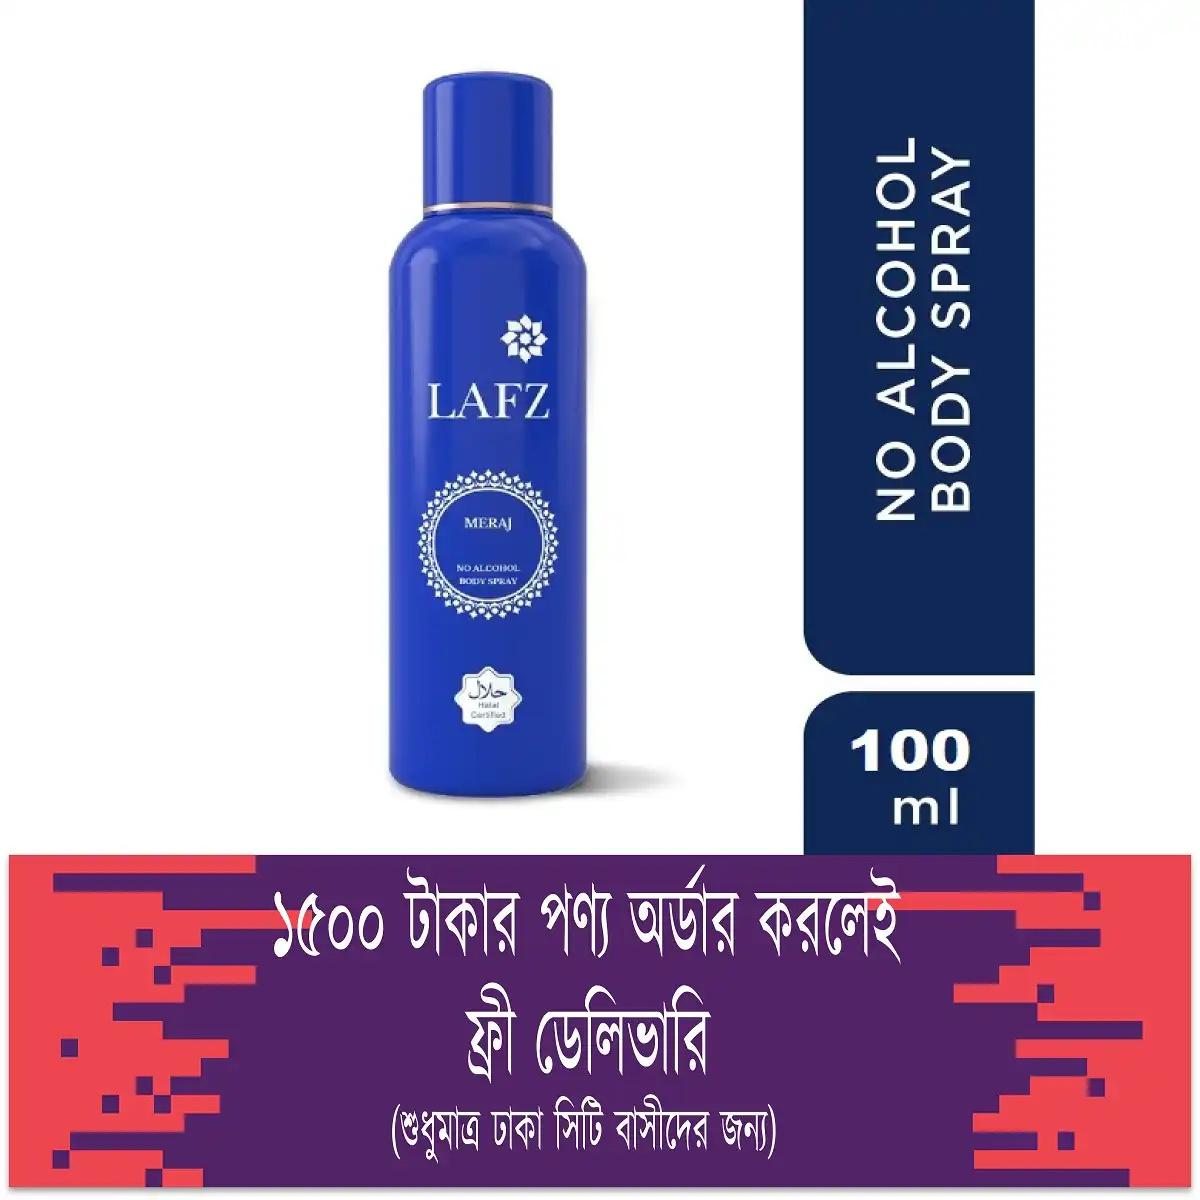 LAFZ
MERAJ
NO ALCOHOL
BODY SPRAY
حلال
Halal
Certified
NO ALCOHOL
BODY SPRAY
100
ml
১৫০০ টাকার পণ্য অর্ডার করলেই
ফ্রী ডেলিভারি
(শুধুমাত্র ঢাকা সিটি বাসীদের জন্য)